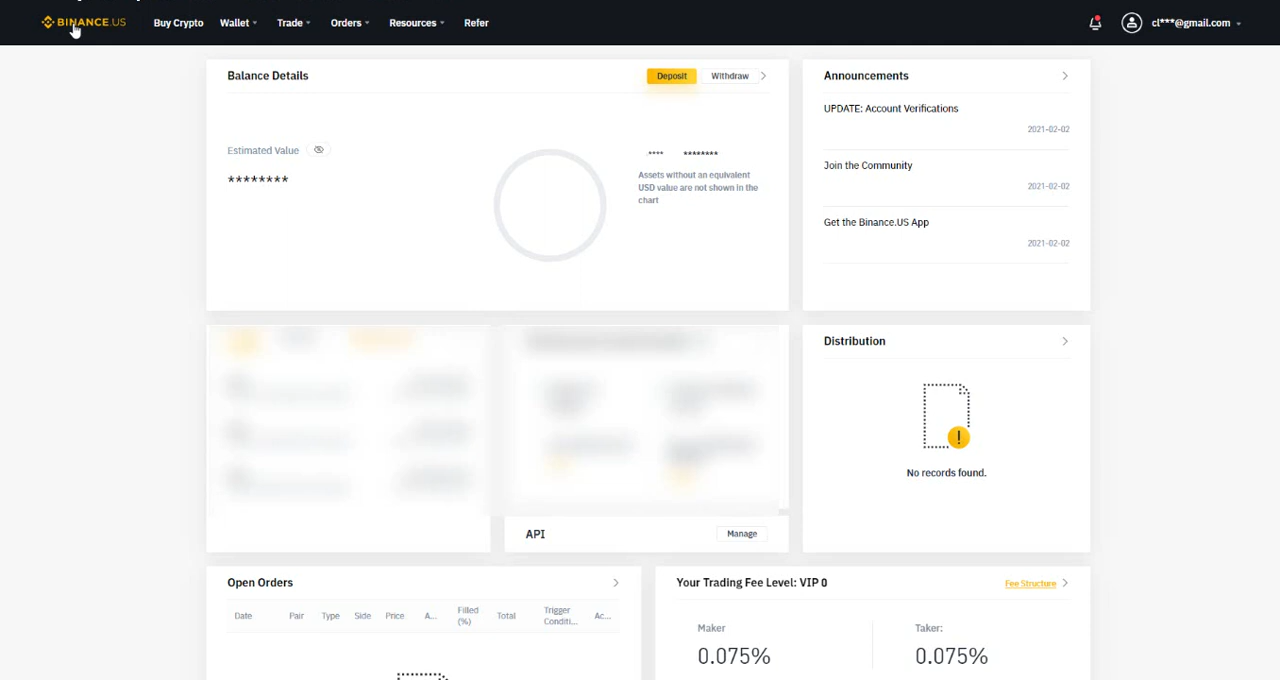 BINANCE.US
Buy Crypto
Wallet
Trade
Orders
Resources
Refer
cl***@gmail.com
Balance Details
Deposit
Withdraw
Estimated Value
********
.****
********
Assets without an equivalent
USD value are not shown in the
chart
Announcements
UPDATE: Account Verifications
2021-02-02
Join the Community
2021-02-02
Get the Binance.US App
2021-02-02
API
Manage
Distribution
No records found.
Open Orders
Date
Pair
Type
Side
Price
A...
Filled
(%)
Total
Trigger
Conditi...
Ac...
Your Trading Fee Level: VIP 0
Fee Structure
Maker
0.075%
Taker:
0.075%